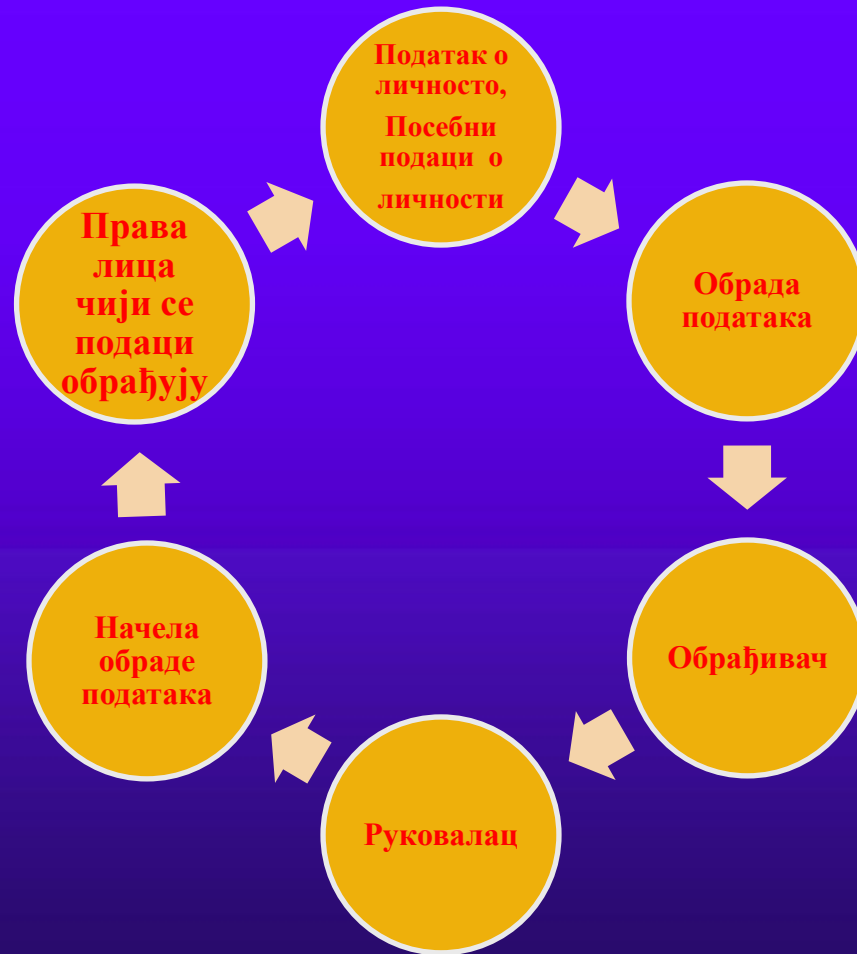 Податак о
личносто,
Посебни
подаци о
личности
Обрада
података
Обрађивач
Руковалац
Начела
обраде
података
Права
лица
чији се
подаци
обрађују